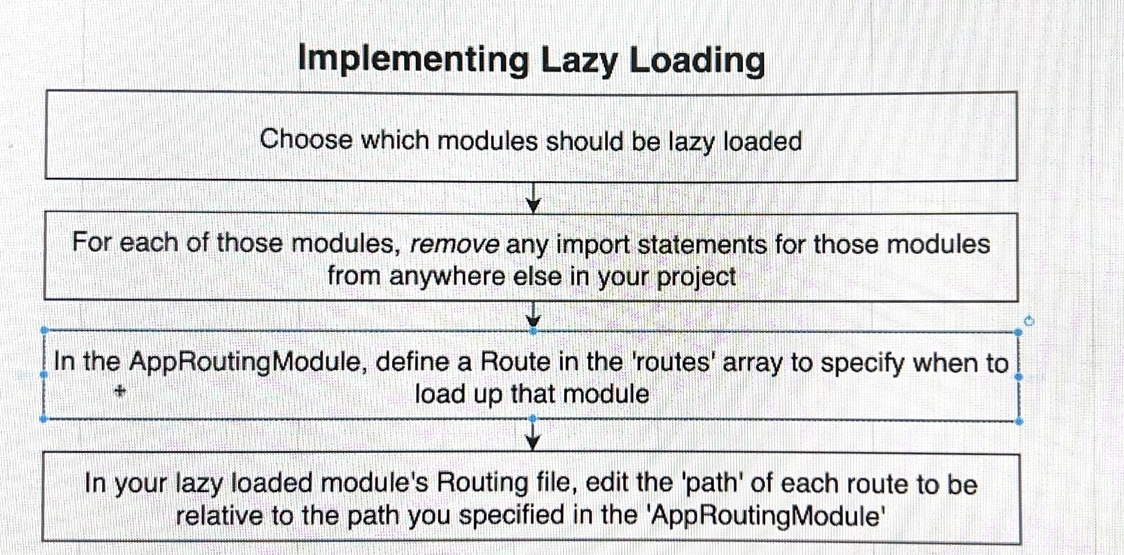 Implementing Lazy Loading
Choose which modules should be lazy loaded
For each of those modules, remove any import statements for those modules
from anywhere else in your project
In the AppRoutingModule, define a Route in the 'routes' array to specify when to
load up that module
In your lazy loaded module's Routing file, edit the 'path' of each route to be
relative to the path you specified in the 'AppRoutingModule'